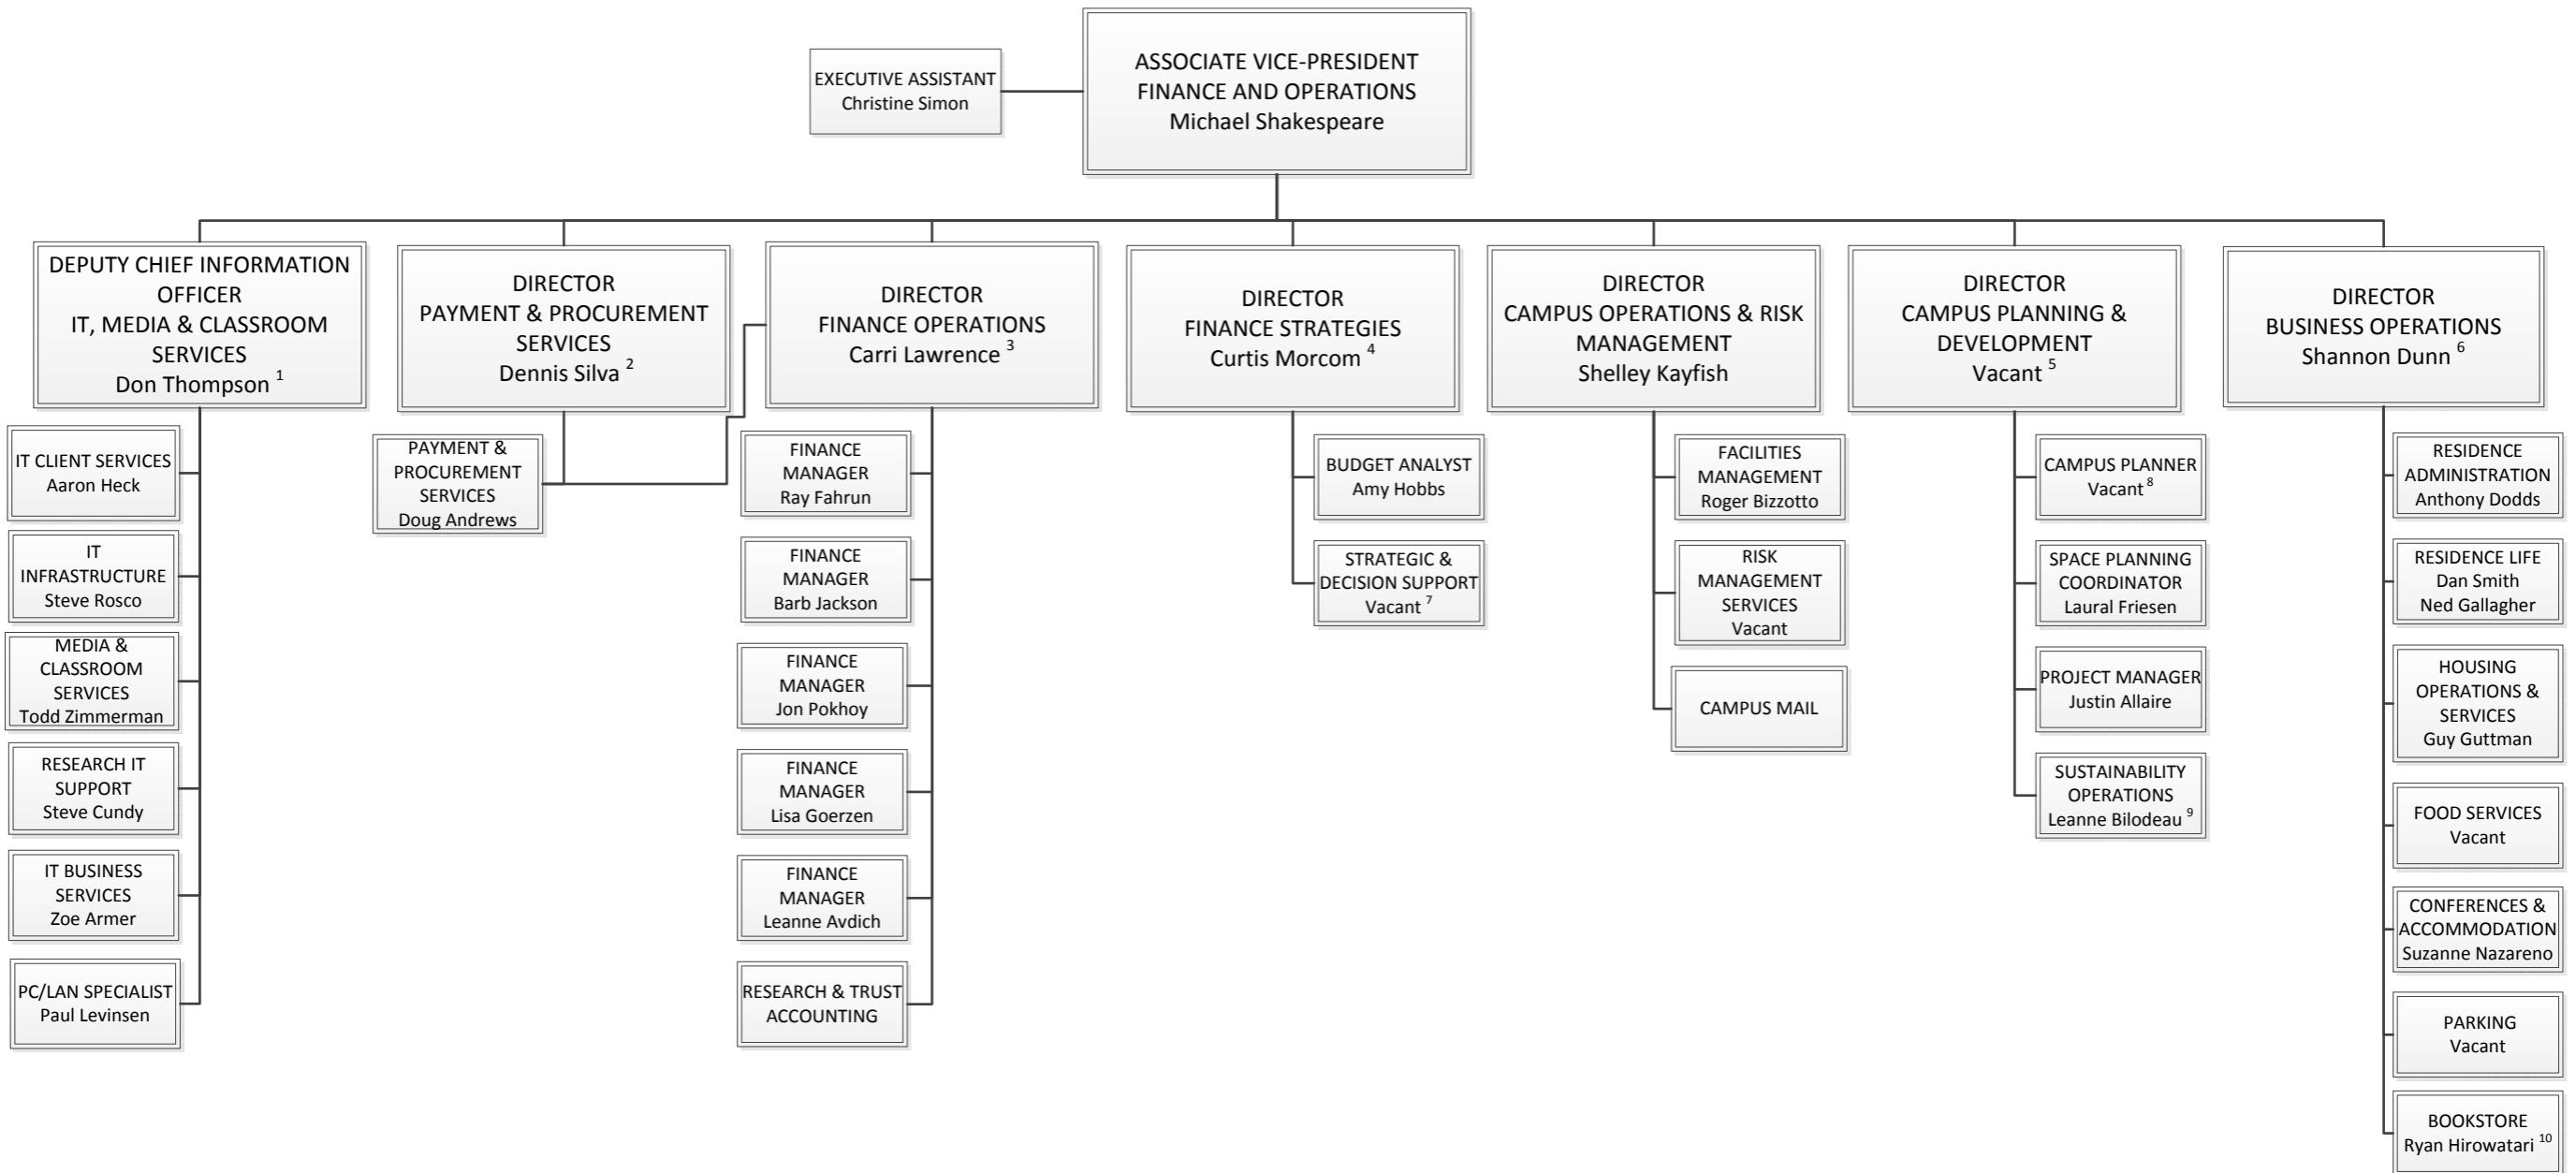 EXECUTIVE ASSISTANT
Christine Simon
ASSOCIATE VICE-PRESIDENT
FINANCE AND OPERATIONS
Michael Shakespeare
DEPUTY CHIEF INFORMATION
OFFICER
IT, MEDIA & CLASSROOM
SERVICES
Don Thompson 1
DIRECTOR
PAYMENT & PROCUREMENT
SERVICES
Dennis Silva 2
DIRECTOR
FINANCE OPERATIONS
Carri Lawrence 3
DIRECTOR
FINANCE STRATEGIES
Curtis Morcom 4
DIRECTOR
CAMPUS OPERATIONS & RISK
MANAGEMENT
Shelley Kayfish
DIRECTOR
CAMPUS PLANNING &
DEVELOPMENT
Vacant 5
DIRECTOR
BUSINESS OPERATIONS
Shannon Dunn 6
IT CLIENT SERVICES
Aaron Heck
IT
INFRASTRUCTURE
Steve Rosco
MEDIA &
CLASSROOM
SERVICES
Todd Zimmerman
RESEARCH IT
SUPPORT
Steve Cundy
IT BUSINESS
SERVICES
Zoe Armer
PC/LAN SPECIALIST
Paul Levinsen
PAYMENT &
PROCUREMENT
SERVICES
Doug Andrews
FINANCE
MANAGER
Ray Fahrun
FINANCE
MANAGER
Barb Jackson
FINANCE
MANAGER
Jon Pokhoy
FINANCE
MANAGER
Lisa Goerzen
FINANCE
MANAGER
Leanne Avdich
RESEARCH & TRUST
ACCOUNTING
BUDGET ANALYST
Amy Hobbs
STRATEGIC &
DECISION SUPPORT
Vacant 7
FACILITIES
MANAGEMENT
Roger Bizzotto
RISK
MANAGEMENT
SERVICES
Vacant
CAMPUS MAIL
CAMPUS PLANNER
Vacant 8
SPACE PLANNING
COORDINATOR
Laural Friesen
PROJECT MANAGER
Justin Allaire
SUSTAINABILITY
OPERATIONS
Leanne Bilodeau 9
RESIDENCE
ADMINISTRATION
Anthony Dodds
RESIDENCE LIFE
Dan Smith
Ned Gallagher
HOUSING
OPERATIONS &
SERVICES
Guy Guttman
FOOD SERVICES
Vacant
CONFERENCES &
ACCOMMODATION
Suzanne Nazareno
PARKING
Vacant
BOOKSTORE
Ryan Hirowatari 10